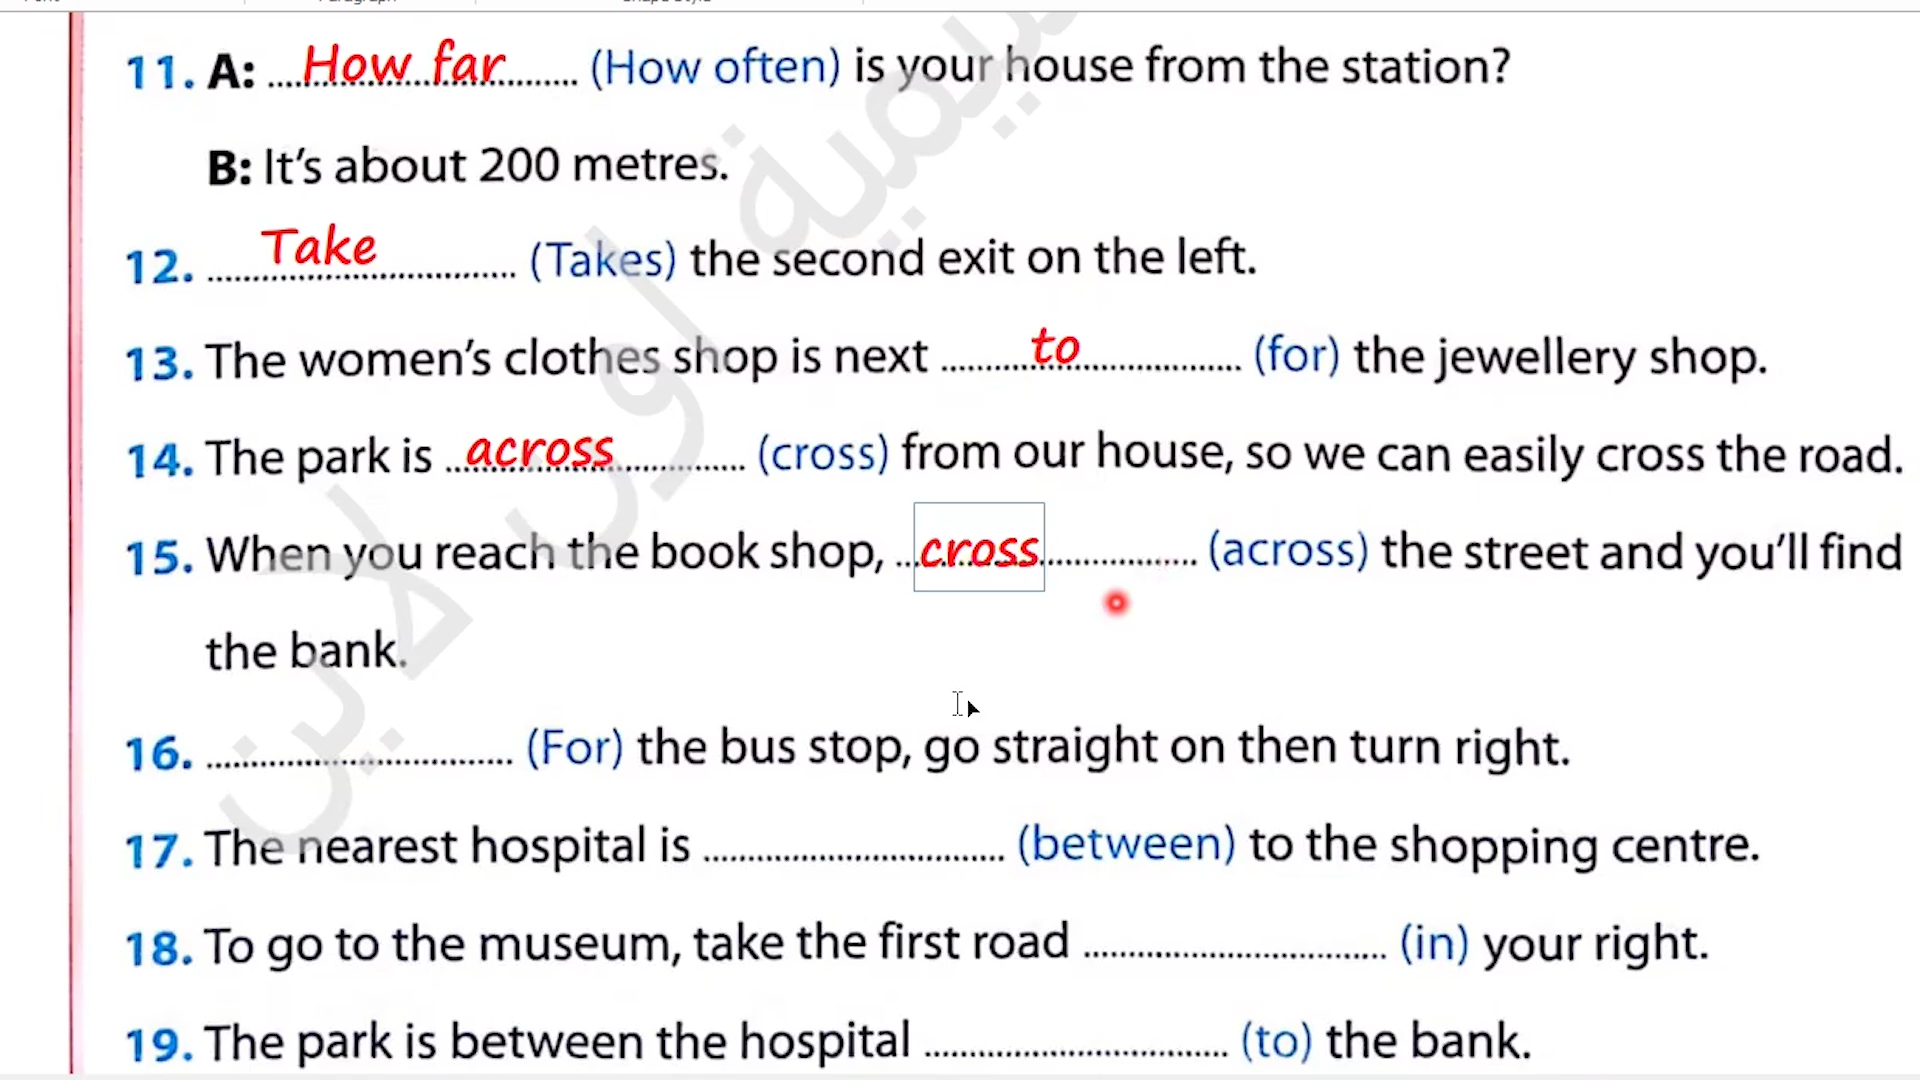 11. A: ....How far.... (How often) is your house from the station?
B: It's about 200 metres.
12. ....Take.... (Takes) the second exit on the left.
13. The women's clothes shop is next ....to.... (for) the jewellery shop.
14. The park is ....across.... (cross) from our house, so we can easily cross the road.
15. When you reach the book shop, ....cross.... (across) the street and you'll find
the bank.
16. ................ (For) the bus stop, go straight on then turn right.
17. The nearest hospital is ................ (between) to the shopping centre.
18. To go to the museum, take the first road ................ (in) your right.
19. The park is between the hospital ................ (to) the bank.
اون لاين